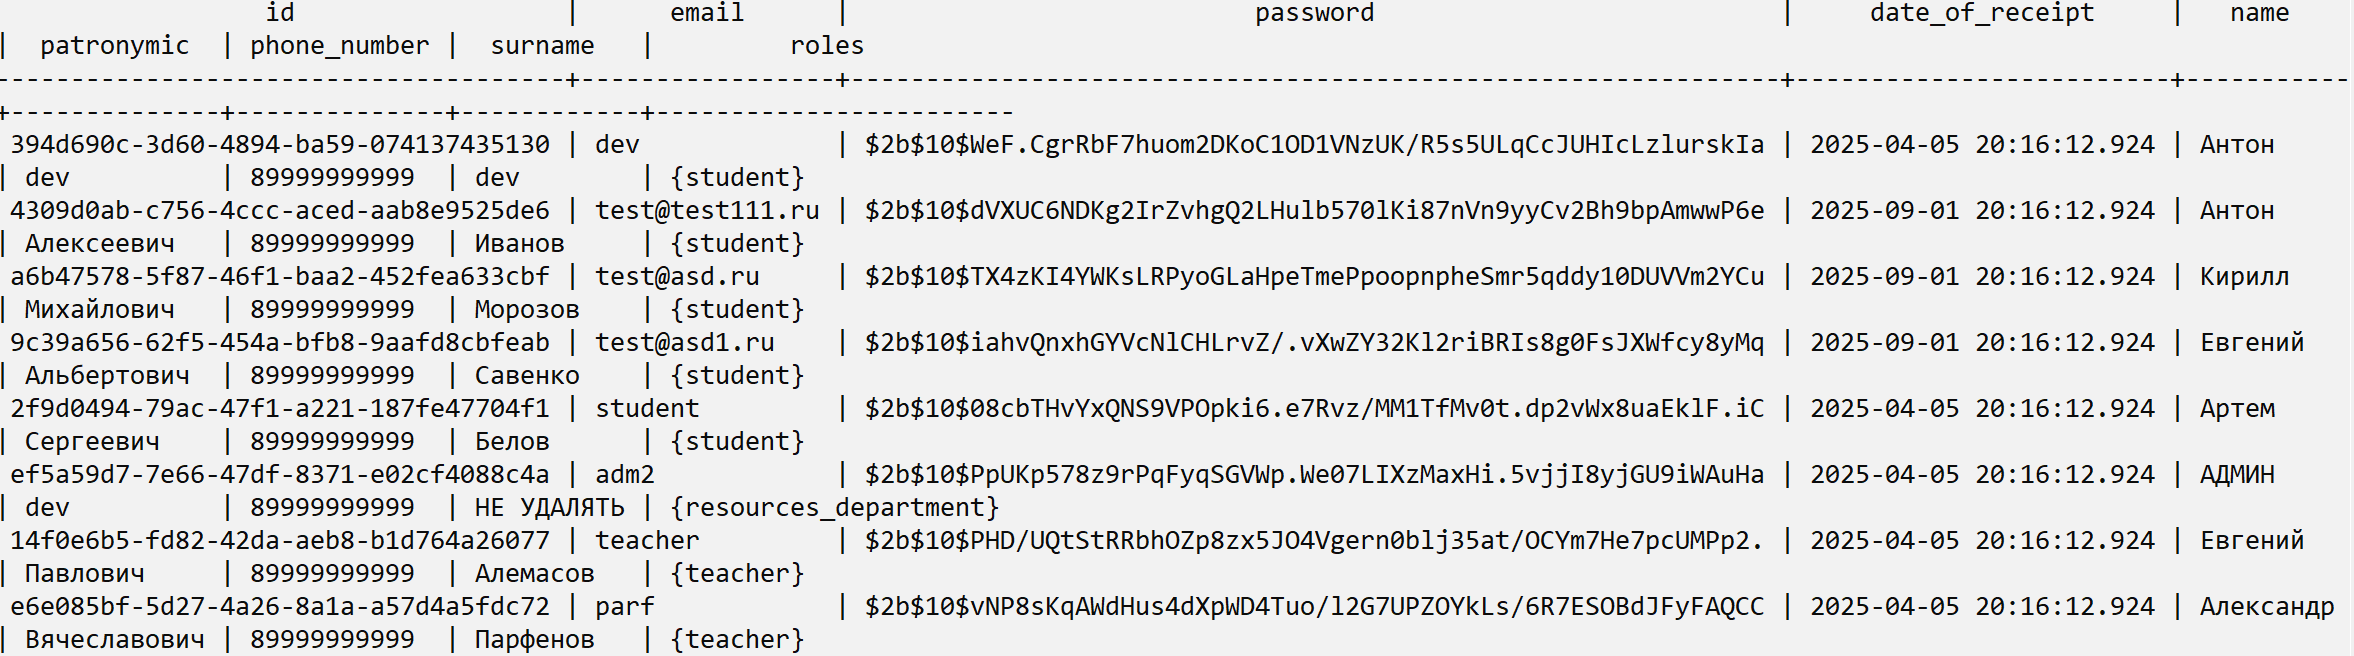 id | email | password | date_of_receipt | name
| patronymic | phone_number | surname | roles
--------------------------------------+-----------------+--------------------------------------------------------------+-------------------------+-----------
+--------------+--------------+------------+------------------------
394d690c-3d60-4894-ba59-074137435130 | dev | $2b$10$WeF.CgrRbF7huom2DKoC1OD1VNzUK/R5s5ULqCcJUHIcLzlurskIa | 2025-04-05 20:16:12.924 | Антон
| dev | 89999999999 | dev | {student}
4309d0ab-c756-4ccc-aced-aab8e9525de6 | test@test111.ru | $2b$10$dVXUC6NDKg2IrZvhgQ2LHulb570lKi87nVn9yyCv2Bh9bpAmwwP6e | 2025-09-01 20:16:12.924 | Антон
| Алексеевич | 89999999999 | Иванов | {student}
a6b47578-5f87-46f1-baa2-452fea633cbf | test@asd.ru | $2b$10$TX4zKI4YWKsLRPyoGLaHpeTmePpoopnpheSmr5qddy10DUVVm2YCu | 2025-09-01 20:16:12.924 | Кирилл
| Михайлович | 89999999999 | Морозов | {student}
9c39a656-62f5-454a-bfb8-9aafd8cbfeab | test@asd1.ru | $2b$10$iahvQnxhGYVcNlCHLrvZ/.vXwZY32Kl2riBRIs8g0FsJXWfcy8yMq | 2025-09-01 20:16:12.924 | Евгений
| Альбертович | 89999999999 | Савенко | {student}
2f9d0494-79ac-47f1-a221-187fe47704f1 | student | $2b$10$08cbTHvYxQNS9VPOpki6.e7Rvz/MM1TfMv0t.dp2vWx8uaEklF.iC | 2025-04-05 20:16:12.924 | Артем
| Сергеевич | 89999999999 | Белов | {student}
ef5a59d7-7e66-47df-8371-e02cf4088c4a | adm2 | $2b$10$PpUKp578z9rPqFyqSGVWp.We07LIXzMaxHi.5vjjI8yjGU9iWAuHa | 2025-04-05 20:16:12.924 | АДМИН
| dev | 89999999999 | НЕ УДАЛЯТЬ | {resources_department}
14f0e6b5-fd82-42da-aeb8-b1d764a26077 | teacher | $2b$10$PHD/UQtStRRbhOZp8zx5JO4Vgern0blj35at/OCYm7He7pcUMPp2. | 2025-04-05 20:16:12.924 | Евгений
| Павлович | 89999999999 | Алемасов | {teacher}
e6e085bf-5d27-4a26-8a1a-a57d4a5fdc72 | parf | $2b$10$vNP8sKqAWdHus4dXpWD4Tuo/l2G7UPZOYkLs/6R7ESOBdJFyFAQCC | 2025-04-05 20:16:12.924 | Александр
| Вячеславович | 89999999999 | Парфенов | {teacher}